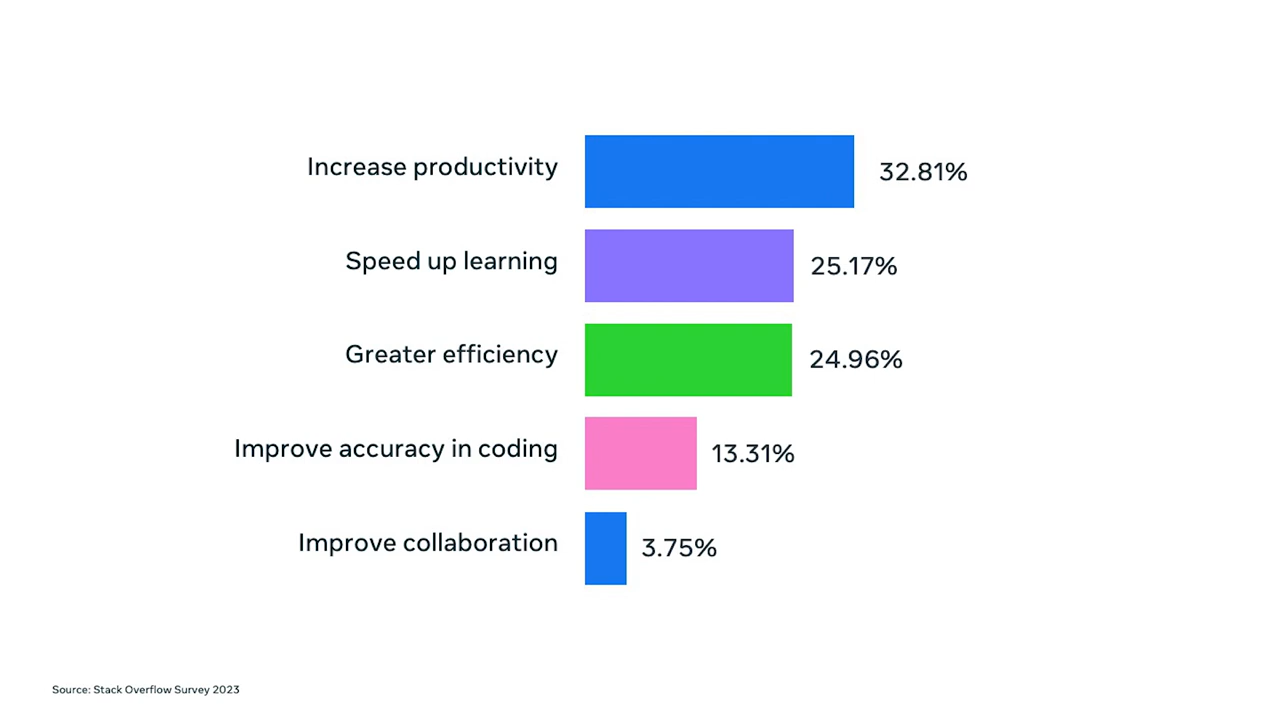 Increase productivity 32.81%
Speed up learning 25.17%
Greater efficiency 24.96%
Improve accuracy in coding 13.31%
Improve collaboration 3.75%
Source: Stack Overflow Survey 2023